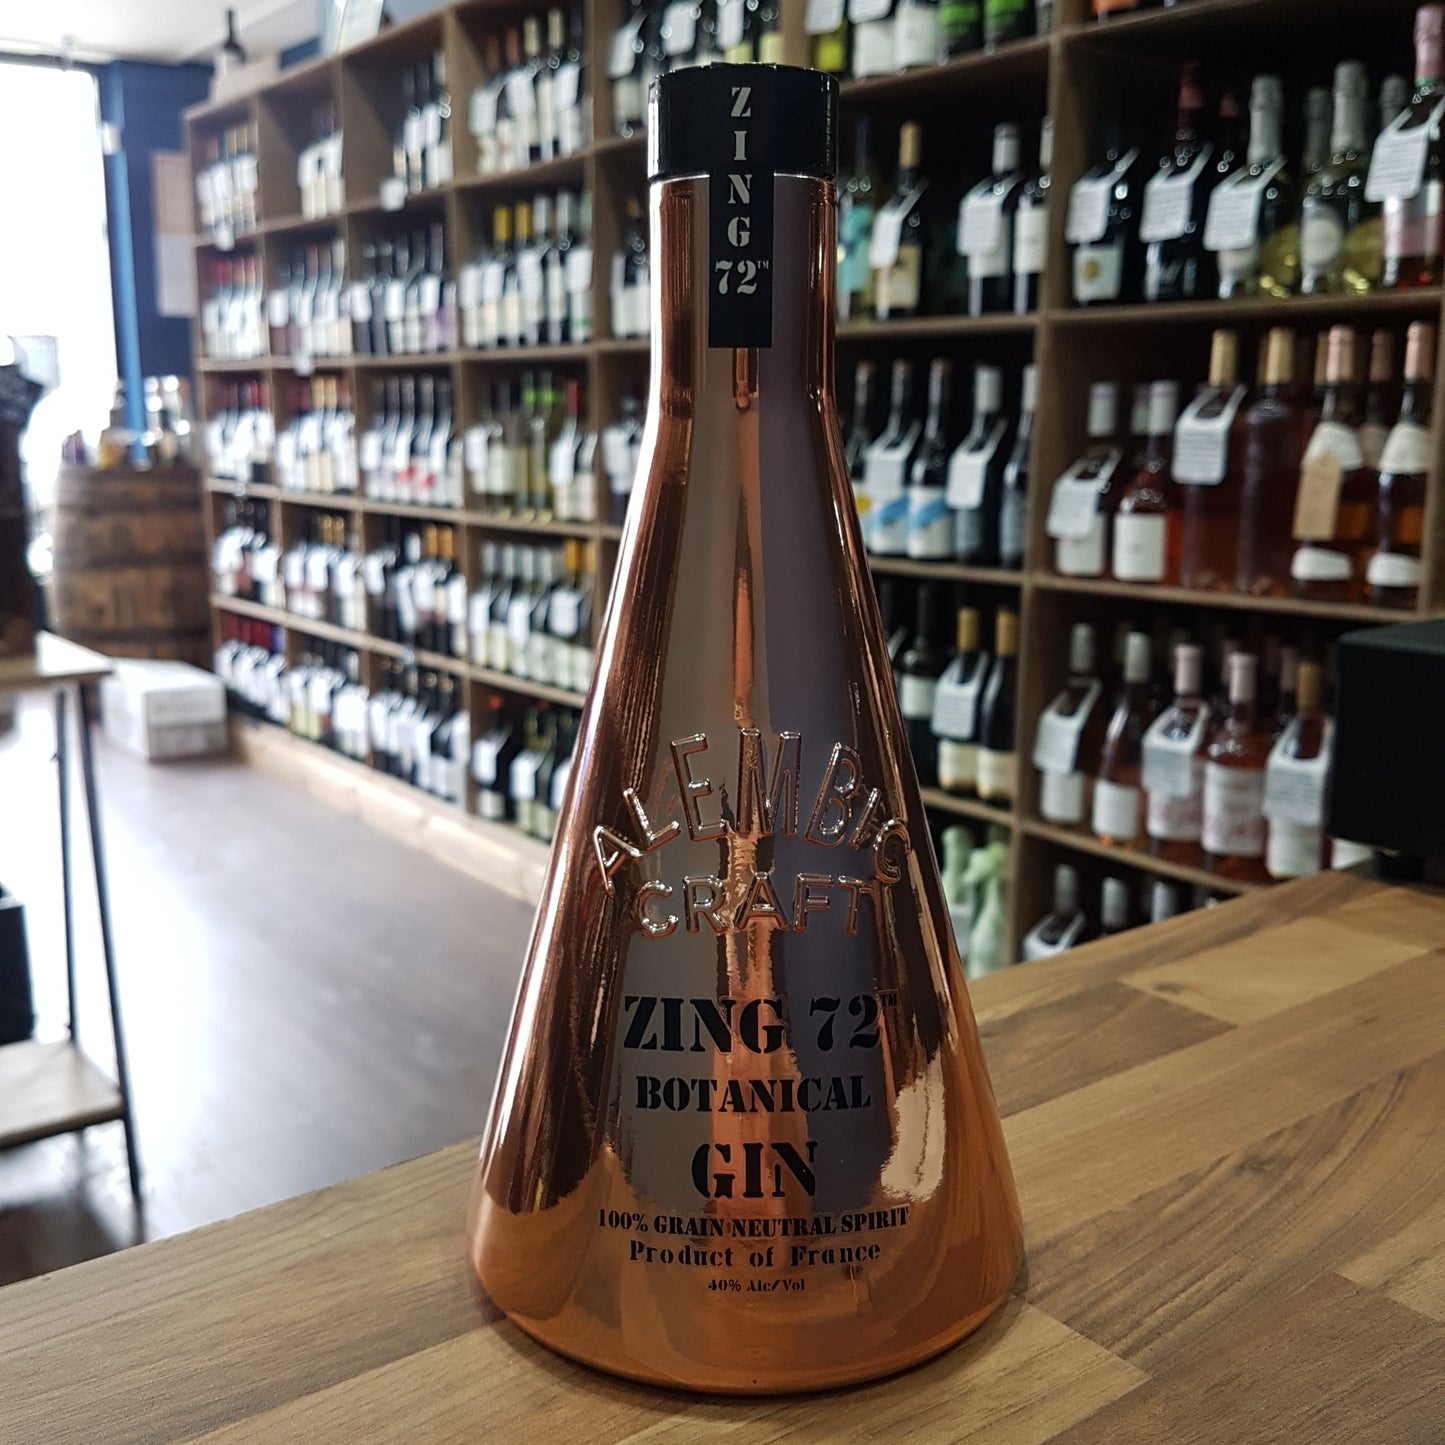 ZING
72™
ALEMBIC
CRAFT
ZING 72™
BOTANICAL
GIN
100% GRAIN NEUTRAL SPIRIT
Product of France
40% Alc/Vol